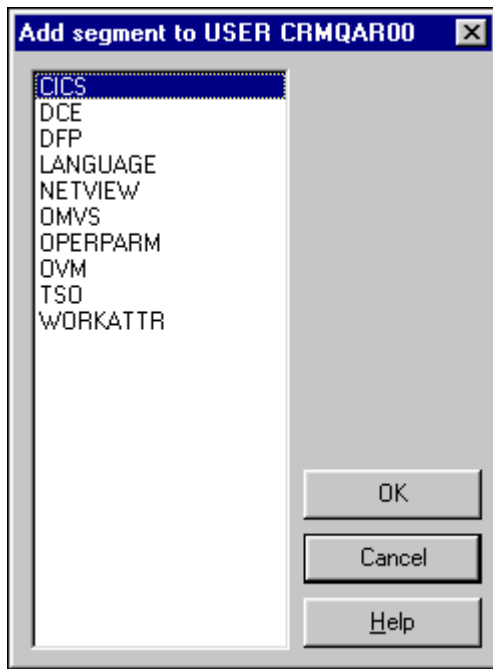 Add segment to USER CRMQAR00
CICS
DCE
DFP
LANGUAGE
NETVIEW
OMVS
OPERPARM
OVM
TSO
WORKATTR
OK
Cancel
Help